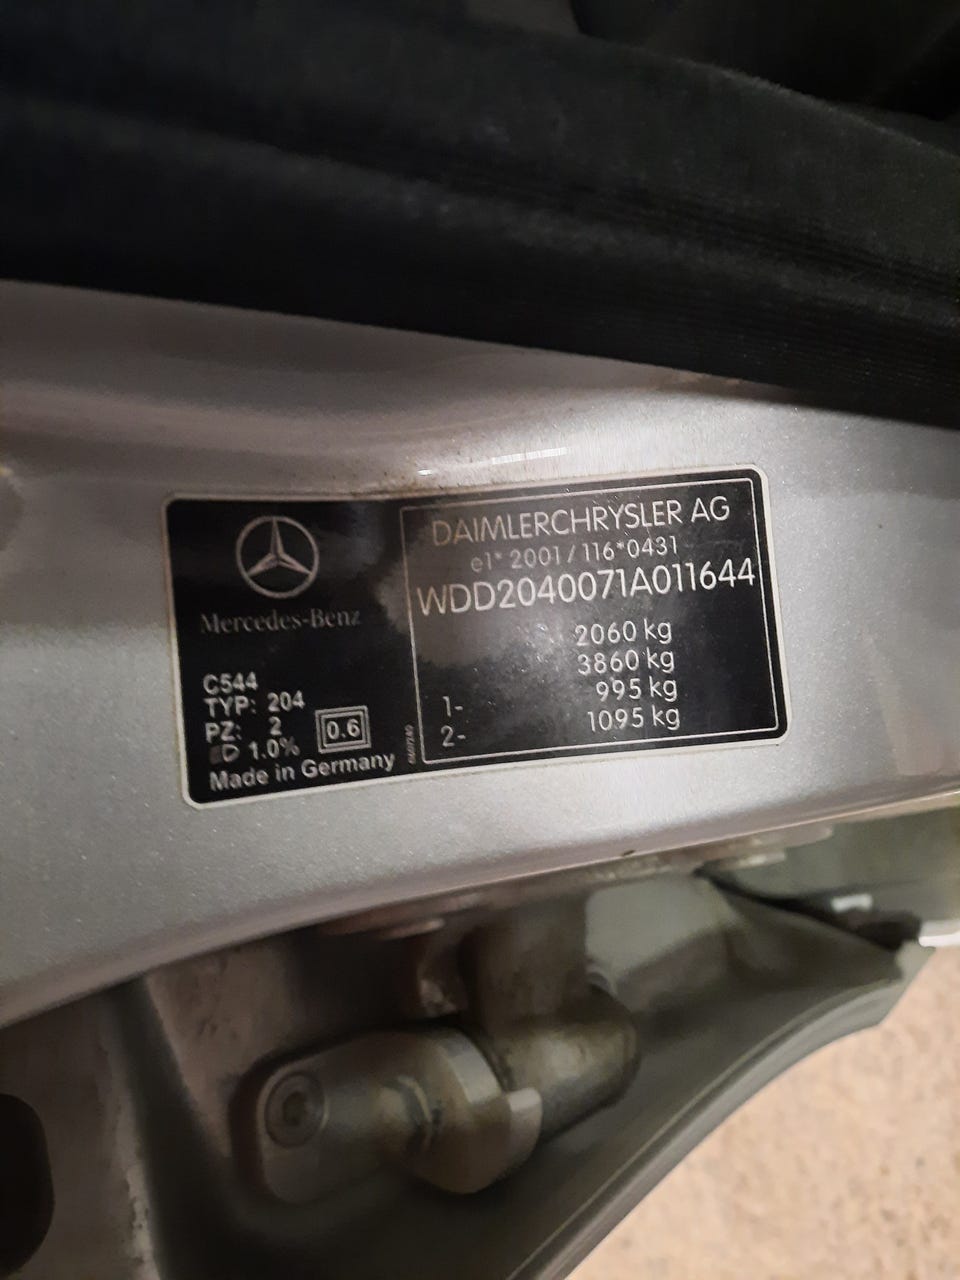 Mercedes-Benz
C544
TYP: 204
PZ: 2
D 1.0%
0.6
Made in Germany
DAIMLERCHRYSLER AG
e1*2001/116*0431
WDD2040071A011644
2060 kg
3860 kg
1- 995 kg
2- 1095 kg